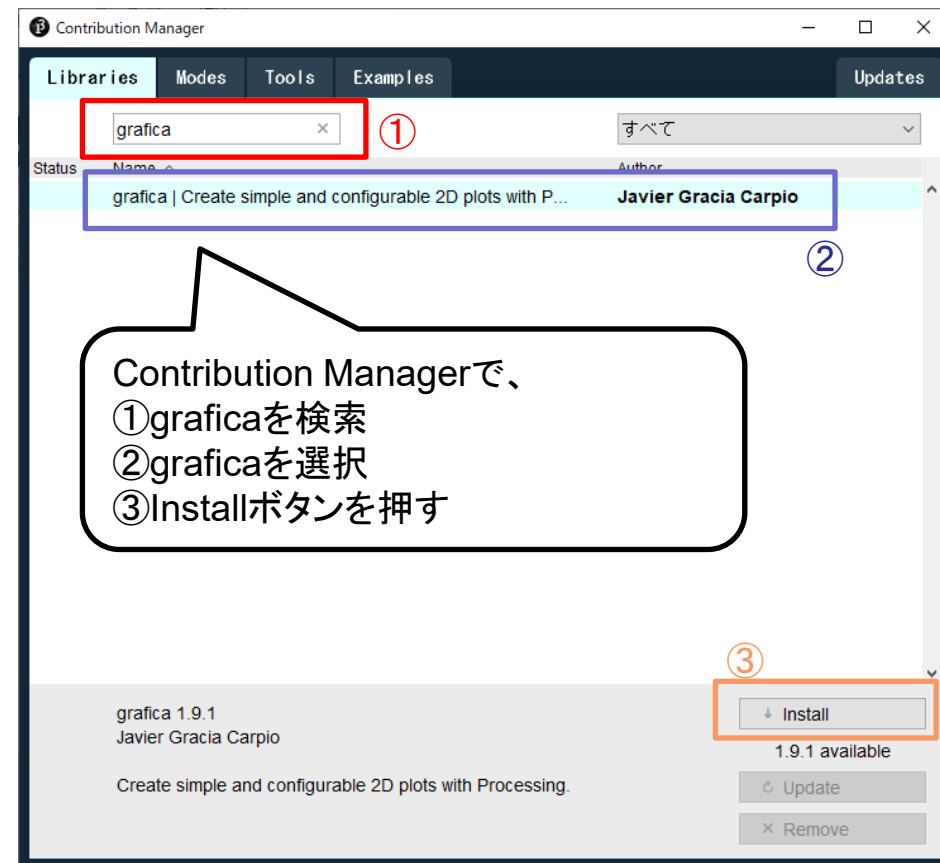 Contribution Manager
Libraries Modes Tools Examples Updates
grafica × ① すべて
Status Name Author
grafica | Create simple and configurable 2D plots with P... Javier Gracia Carpio
②
Contribution Managerで、
①graficaを検索
②graficaを選択
③Installボタンを押す
③
grafica 1.9.1
Javier Gracia Carpio
Create simple and configurable 2D plots with Processing.
Install
1.9.1 available
Update
× Remove